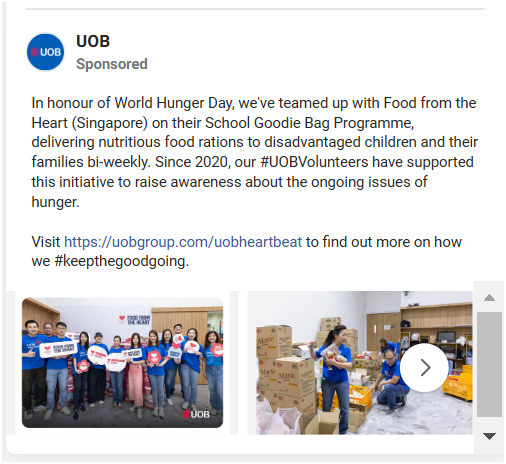 UOB
UOB
Sponsored
In honour of World Hunger Day, we've teamed up with Food from the
Heart (Singapore) on their School Goodie Bag Programme,
delivering nutritious food rations to disadvantaged children and their
families bi-weekly. Since 2020, our #UOBVolunteers have supported
this initiative to raise awareness about the ongoing issues of
hunger.
Visit https://uobgroup.com/uobheartbeat to find out more on how
we #keepthegoodgoing.
FOOD FROM
THE HEART
UOB
Marie